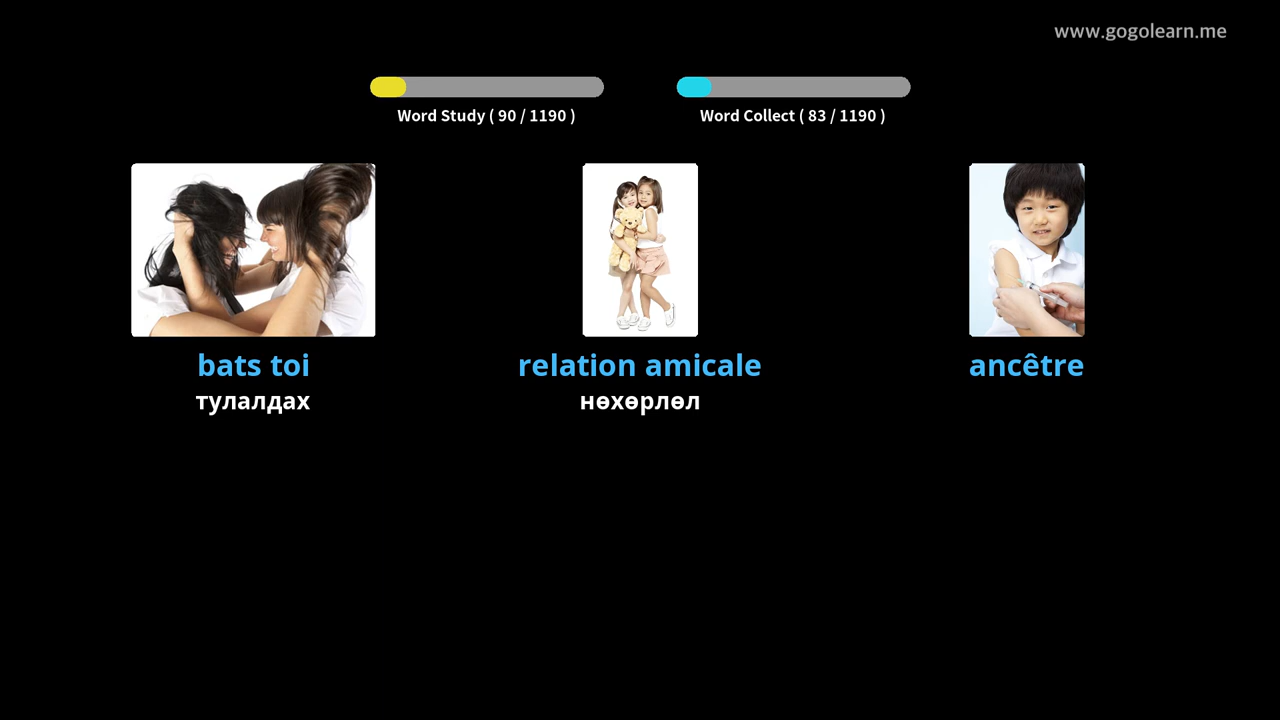 www.gogolearn.me
Word Study ( 90 / 1190 )
Word Collect ( 83 / 1190 )
bats toi
тулалдах
relation amicale
нөхөрлөл
ancêtre